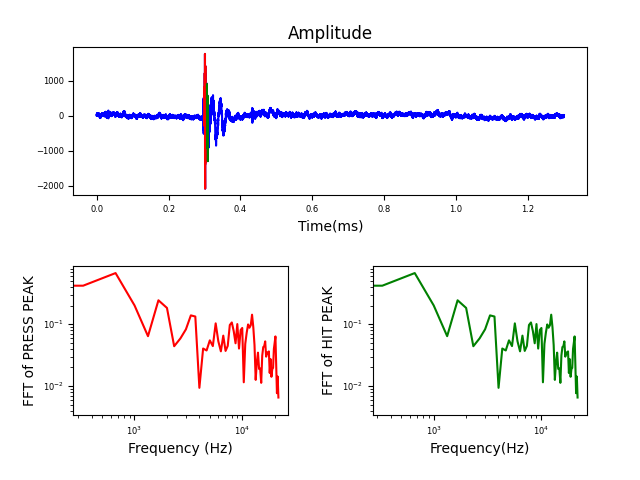 Amplitude
1000
0
−1000
−2000
0.0 0.2 0.4 0.6 0.8 1.0 1.2
Time(ms)
FFT of PRESS PEAK
10⁻¹
10⁻²
10³ 10⁴
Frequency (Hz)
FFT of HIT PEAK
10⁻¹
10⁻²
10³ 10⁴
Frequency(Hz)